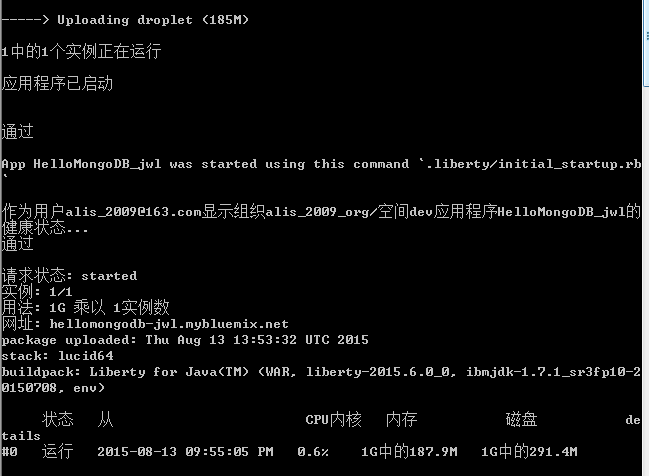 -----> Uploading droplet (185M)
1中的1个实例正在运行
应用程序已启动
通过
App HelloMongoDB_jwl was started using this command `.liberty/initial_startup.rb
`
作为用户alis_2009@163.com显示组织alis_2009_org/空间dev应用程序HelloMongoDB_jwl的
健康状态...
通过
请求状态: started
实例: 1/1
用法: 1G 乘以 1实例数
网址: hellomongodb-jwl.mybluemix.net
package uploaded: Thu Aug 13 13:53:32 UTC 2015
stack: lucid64
buildpack: Liberty for Java(TM) (WAR, liberty-2015.6.0_0, ibmjdk-1.7.1_sr3fp10-2
0150708, env)
状态 从 CPU内核 内存 磁盘 de
tails
#0 运行 2015-08-13 09:55:05 PM 0.6% 1G中的187.9M 1G中的291.4M